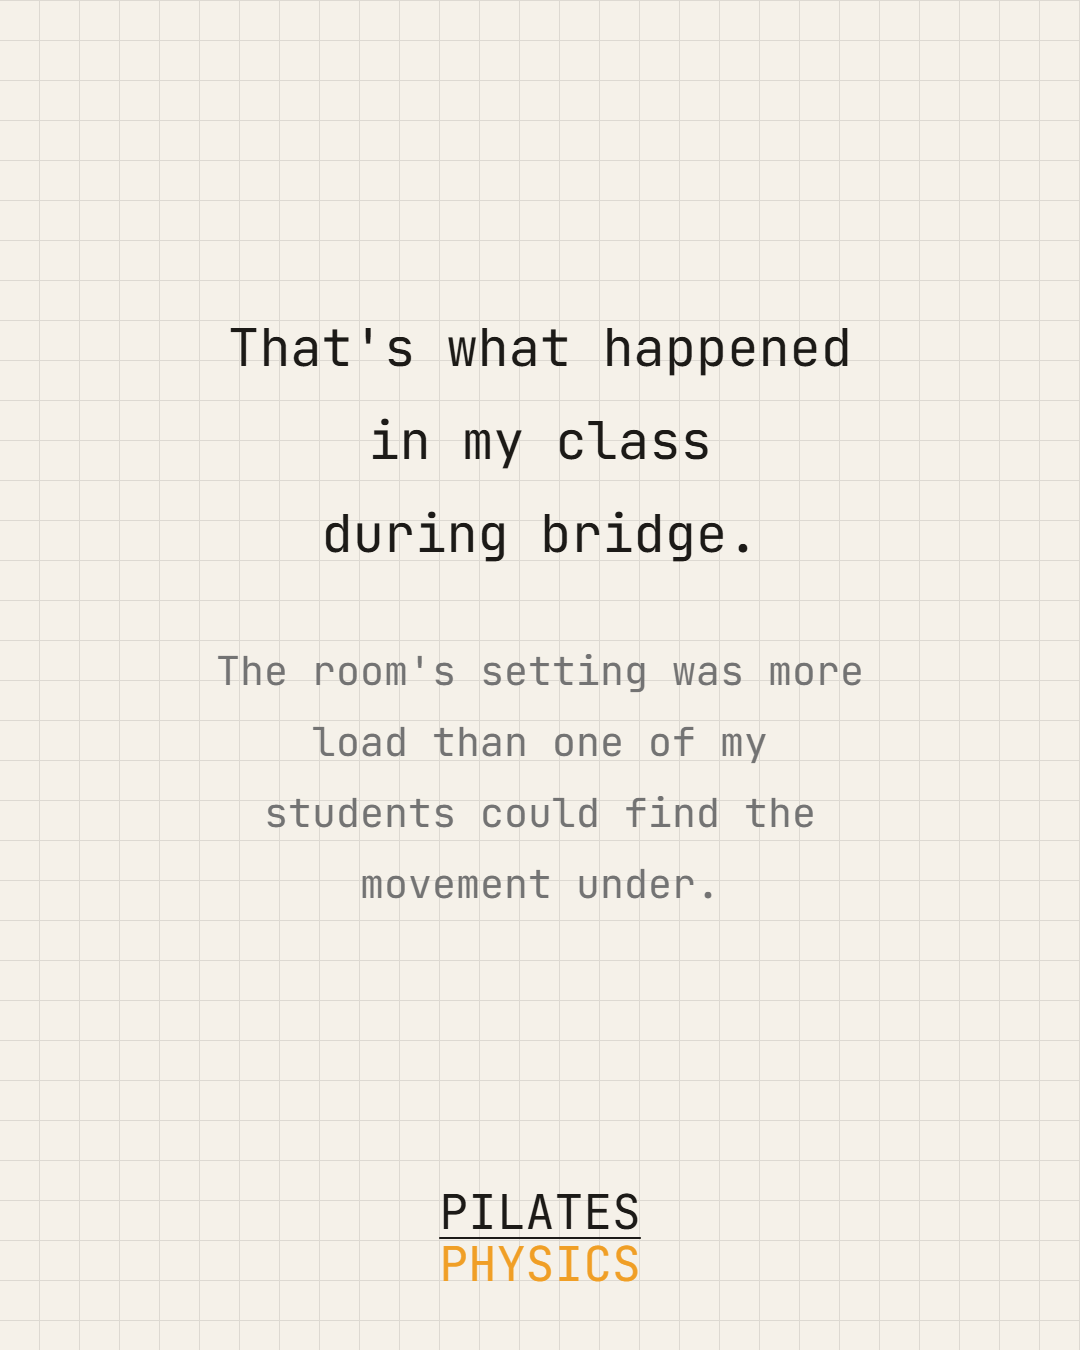 That's what happened
in my class
during bridge.
The room's setting was more
load than one of my
students could find the
movement under.
PILATES
PHYSICS